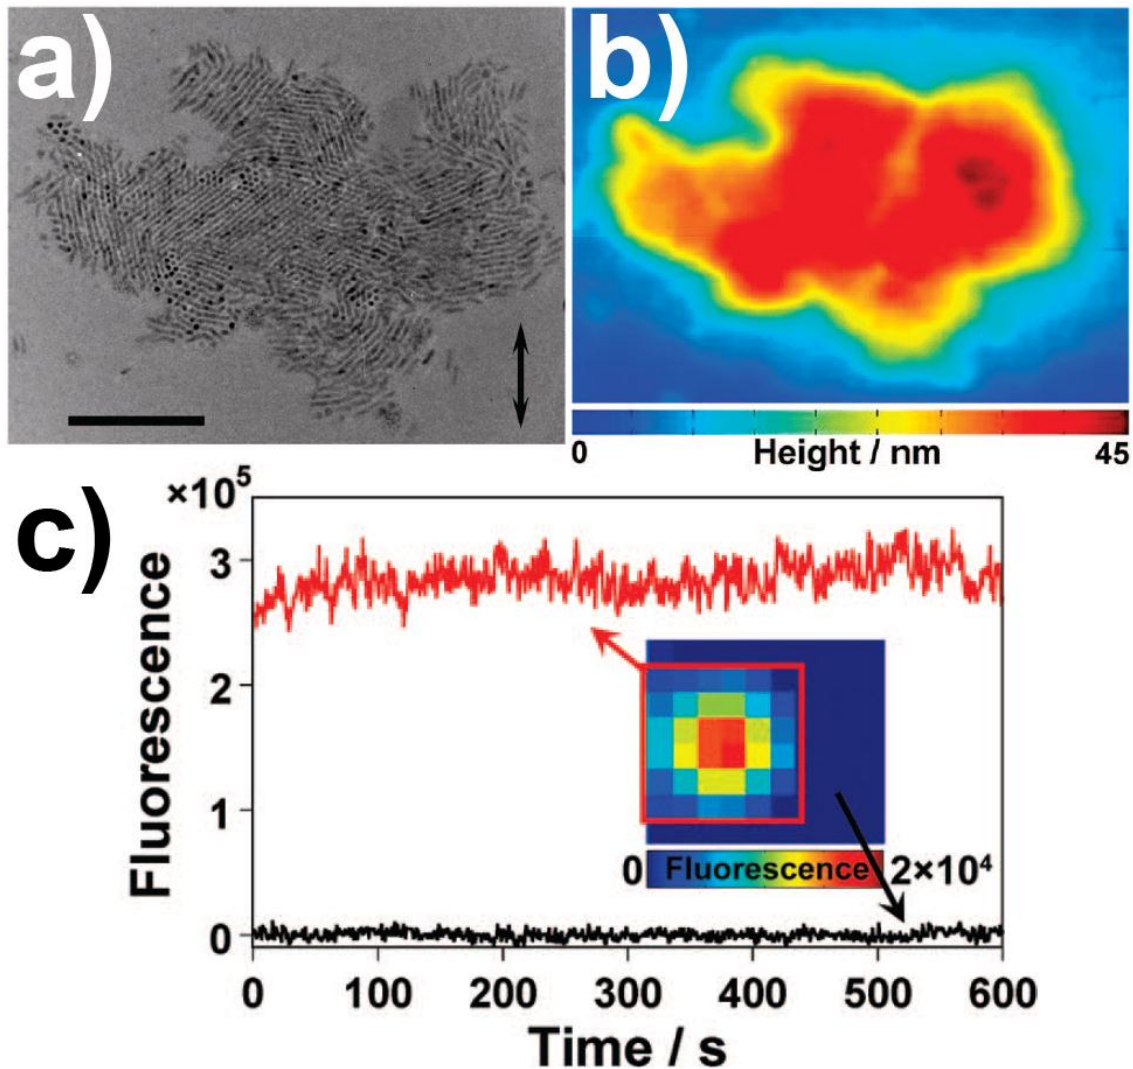 a)
b)
0 Height / nm 45
c)
×10⁵
Fluorescence
3
2
1
0
0 Fluorescence 2×10⁴
0 100 200 300 400 500 600
Time / s